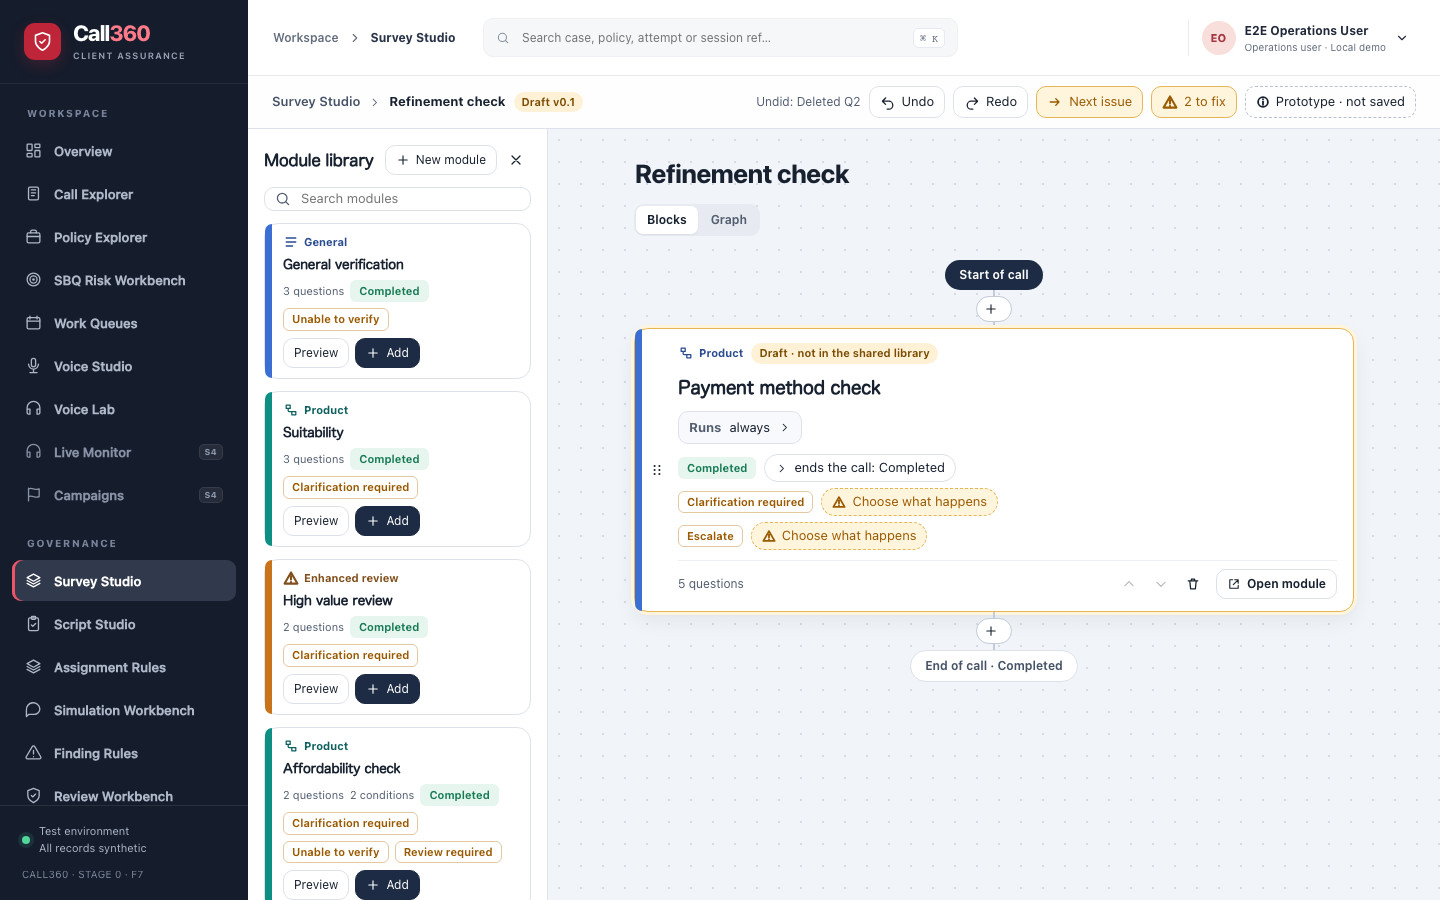 Call360
CLIENT ASSURANCE
WORKSPACE
Overview
Call Explorer
Policy Explorer
SBQ Risk Workbench
Work Queues
Voice Studio
Voice Lab
Live Monitor S4
Campaigns S4
GOVERNANCE
Survey Studio
Script Studio
Assignment Rules
Simulation Workbench
Finding Rules
Review Workbench
Test environment
All records synthetic
CALL360 · STAGE 0 · F7
Workspace > Survey Studio
Search case, policy, attempt or session ref...
⌘ K
EO
E2E Operations User
Operations user · Local demo
Survey Studio > Refinement check Draft v0.1
Undid: Deleted Q2
Undo
Redo
Next issue
2 to fix
Prototype · not saved
Module library
+ New module
Search modules
General
General verification
3 questions Completed
Unable to verify
Preview + Add
Product
Suitability
3 questions Completed
Clarification required
Preview + Add
Enhanced review
High value review
2 questions Completed
Clarification required
Preview + Add
Product
Affordability check
2 questions 2 conditions Completed
Clarification required
Unable to verify Review required
Preview + Add
Refinement check
Blocks Graph
Start of call
+
Product Draft · not in the shared library
Payment method check
Runs always >
Completed > ends the call: Completed
Clarification required Choose what happens
Escalate Choose what happens
5 questions
Open module
+
End of call · Completed